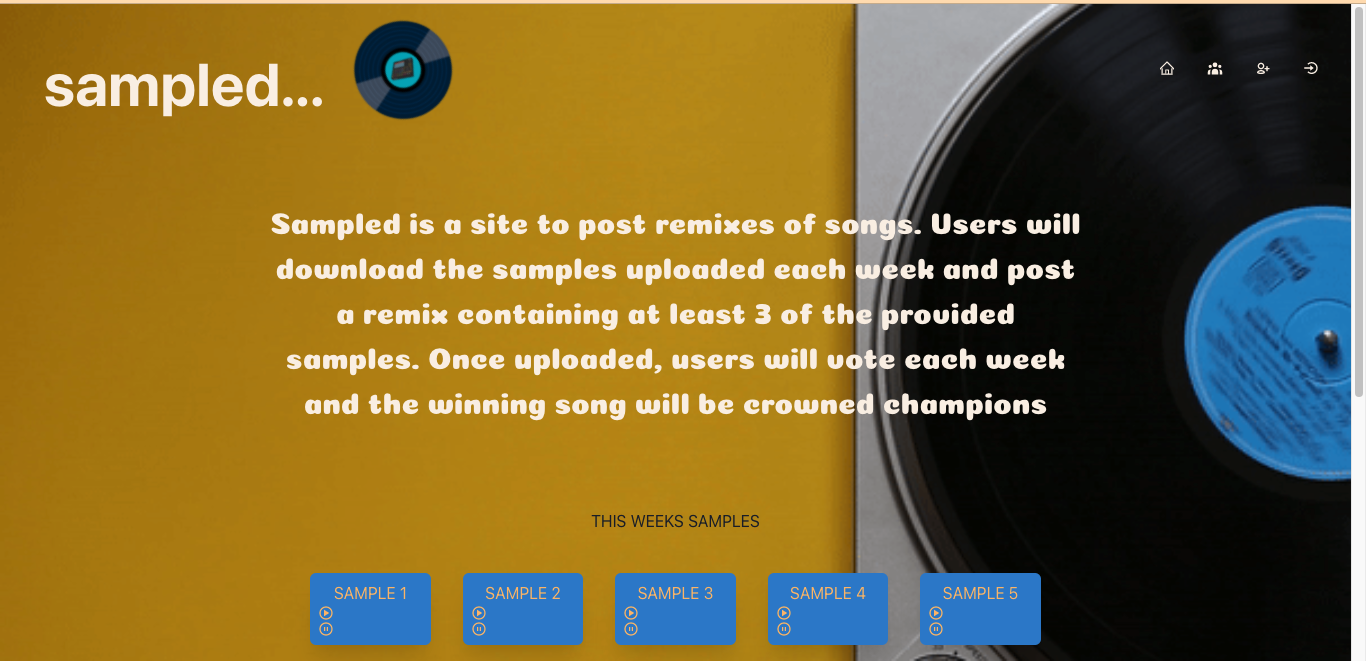 sampled...
Sampled is a site to post remixes of songs. Users will
download the samples uploaded each week and post
a remix containing at least 3 of the provided
samples. Once uploaded, users will vote each week
and the winning song will be crowned champions
THIS WEEKS SAMPLES
SAMPLE 1 SAMPLE 2 SAMPLE 3 SAMPLE 4 SAMPLE 5